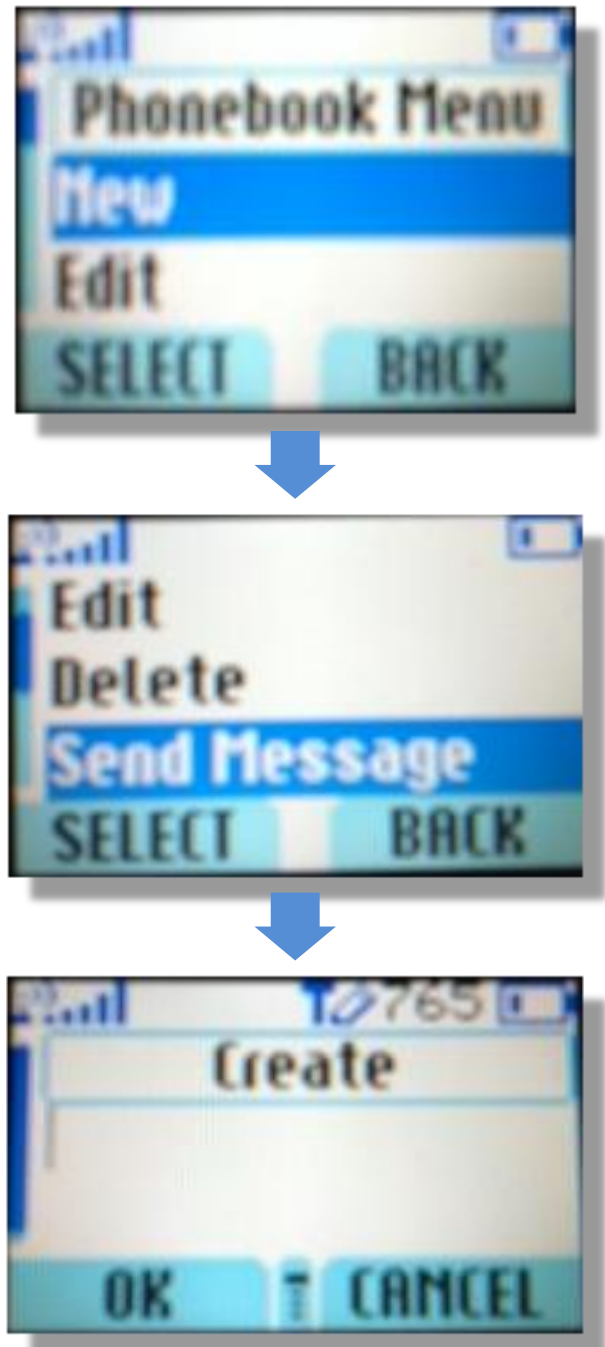 Phonebook Menu
New
Edit
SELECT BACK
Edit
Delete
Send Message
SELECT BACK
765
Create
OK CANCEL